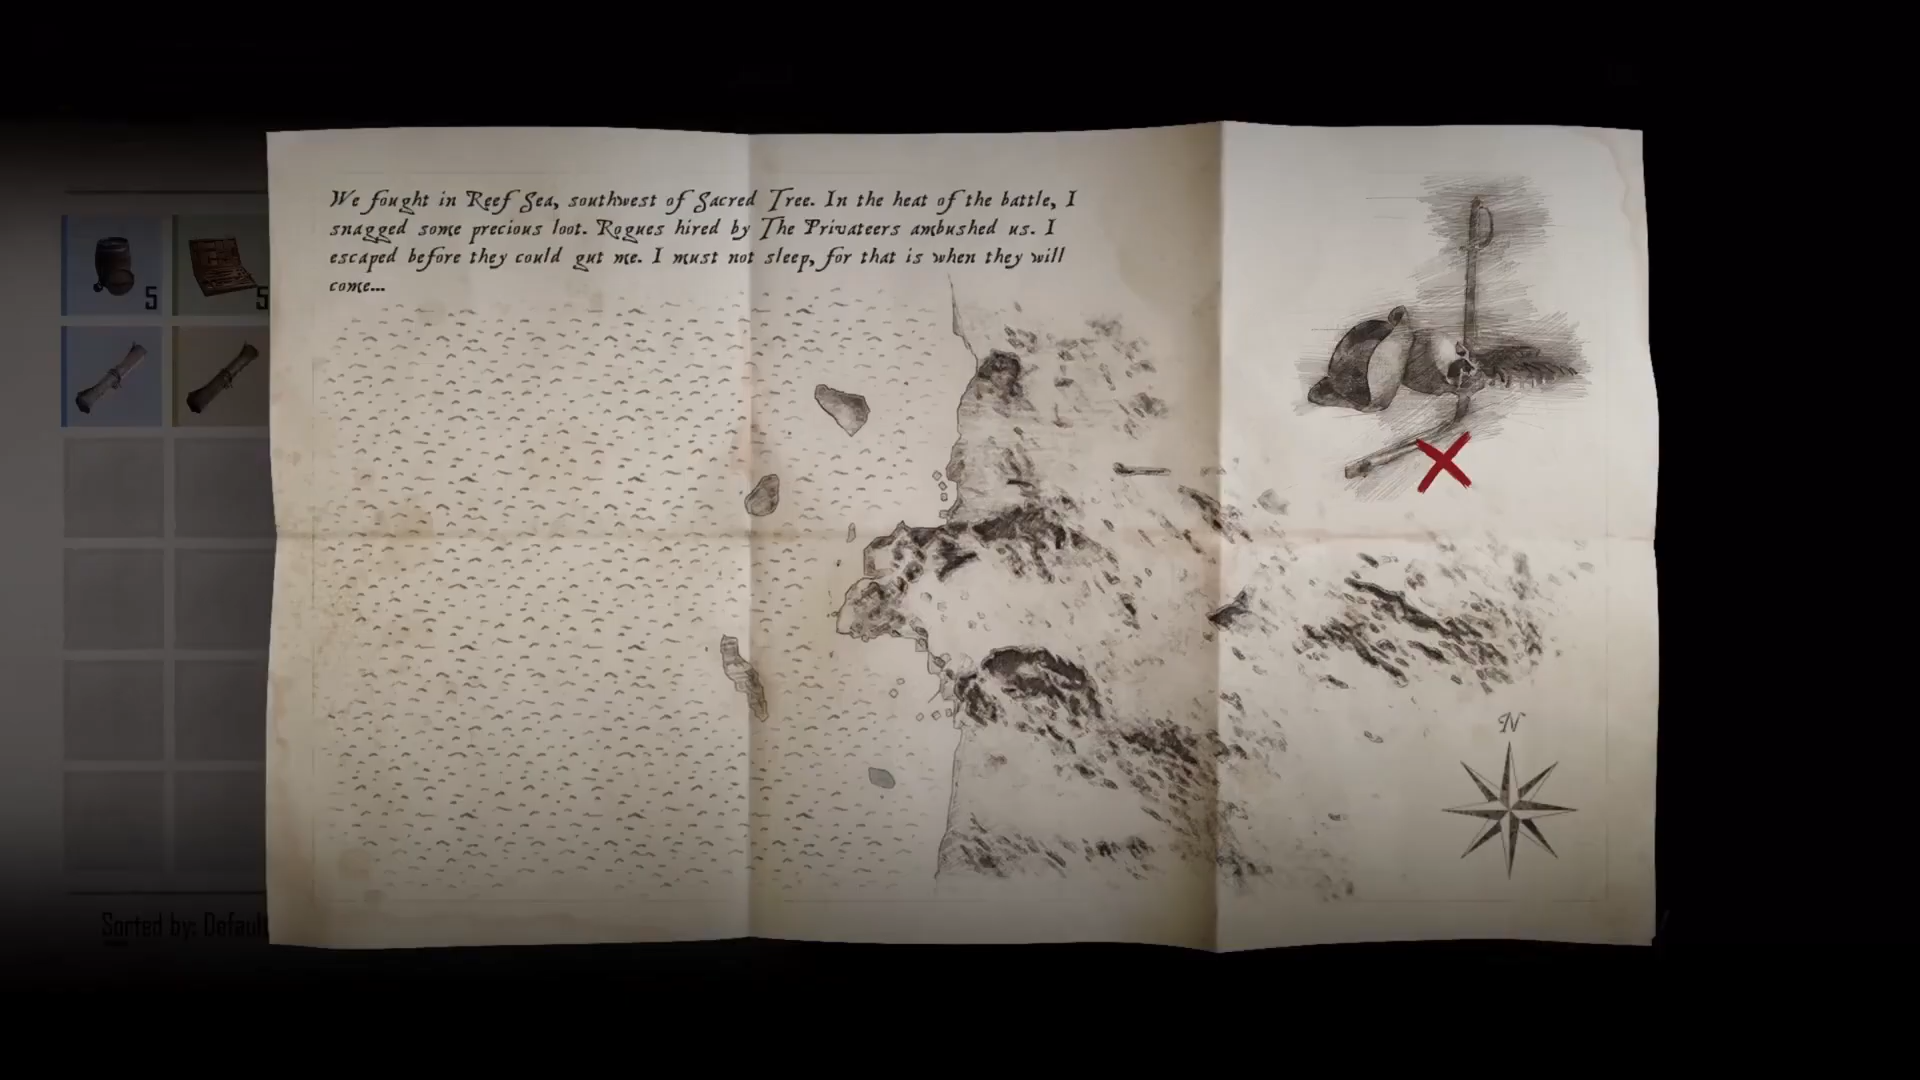 We fought in Reef Sea, southwest of Sacred Tree. In the heat of the battle, I
snagged some precious loot. Rogues hired by The Privateers ambushed us. I
escaped before they could gut me. I must not sleep, for that is when they will
come...
5
5
N
Sorted by: Default